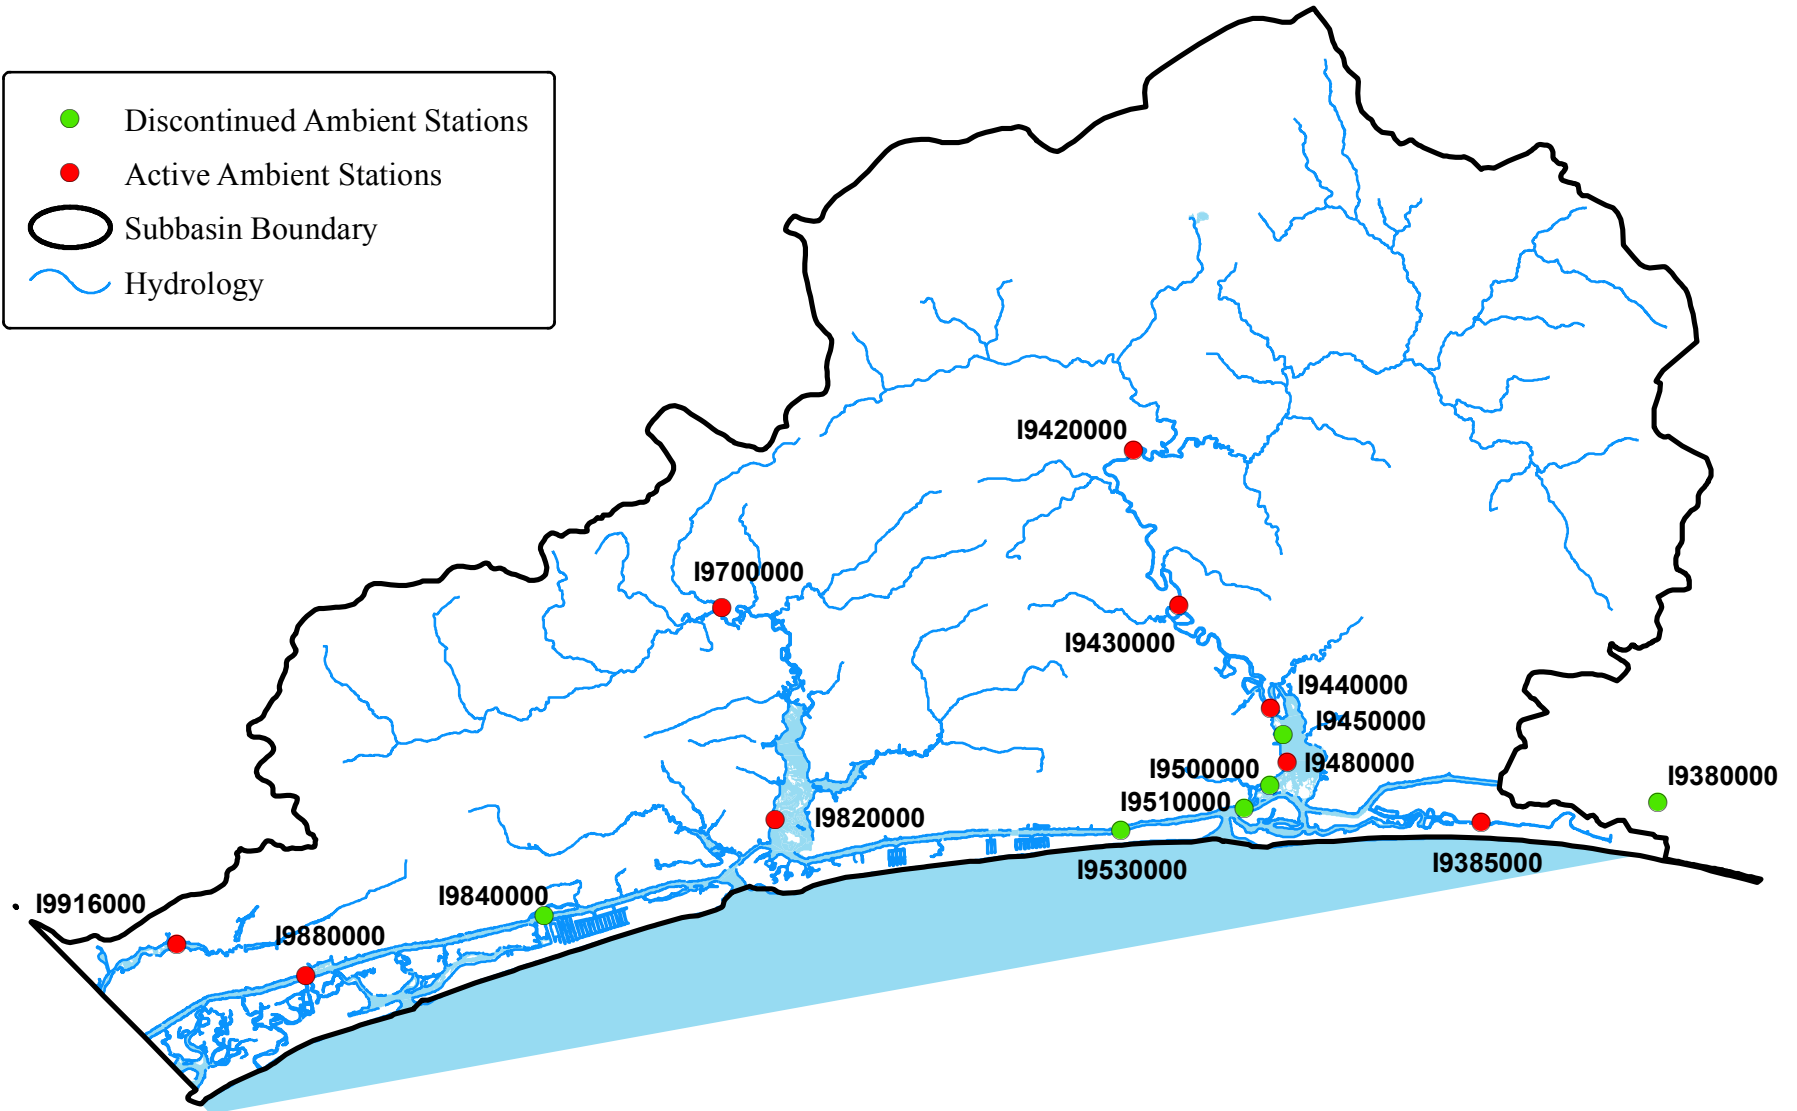 Discontinued Ambient Stations
Active Ambient Stations
Subbasin Boundary
Hydrology
I9420000
I9700000
I9430000
I9440000
I9450000
I9480000
I9500000
I9380000
I9510000
I9820000
I9530000
I9385000
I9840000
I9916000
I9880000